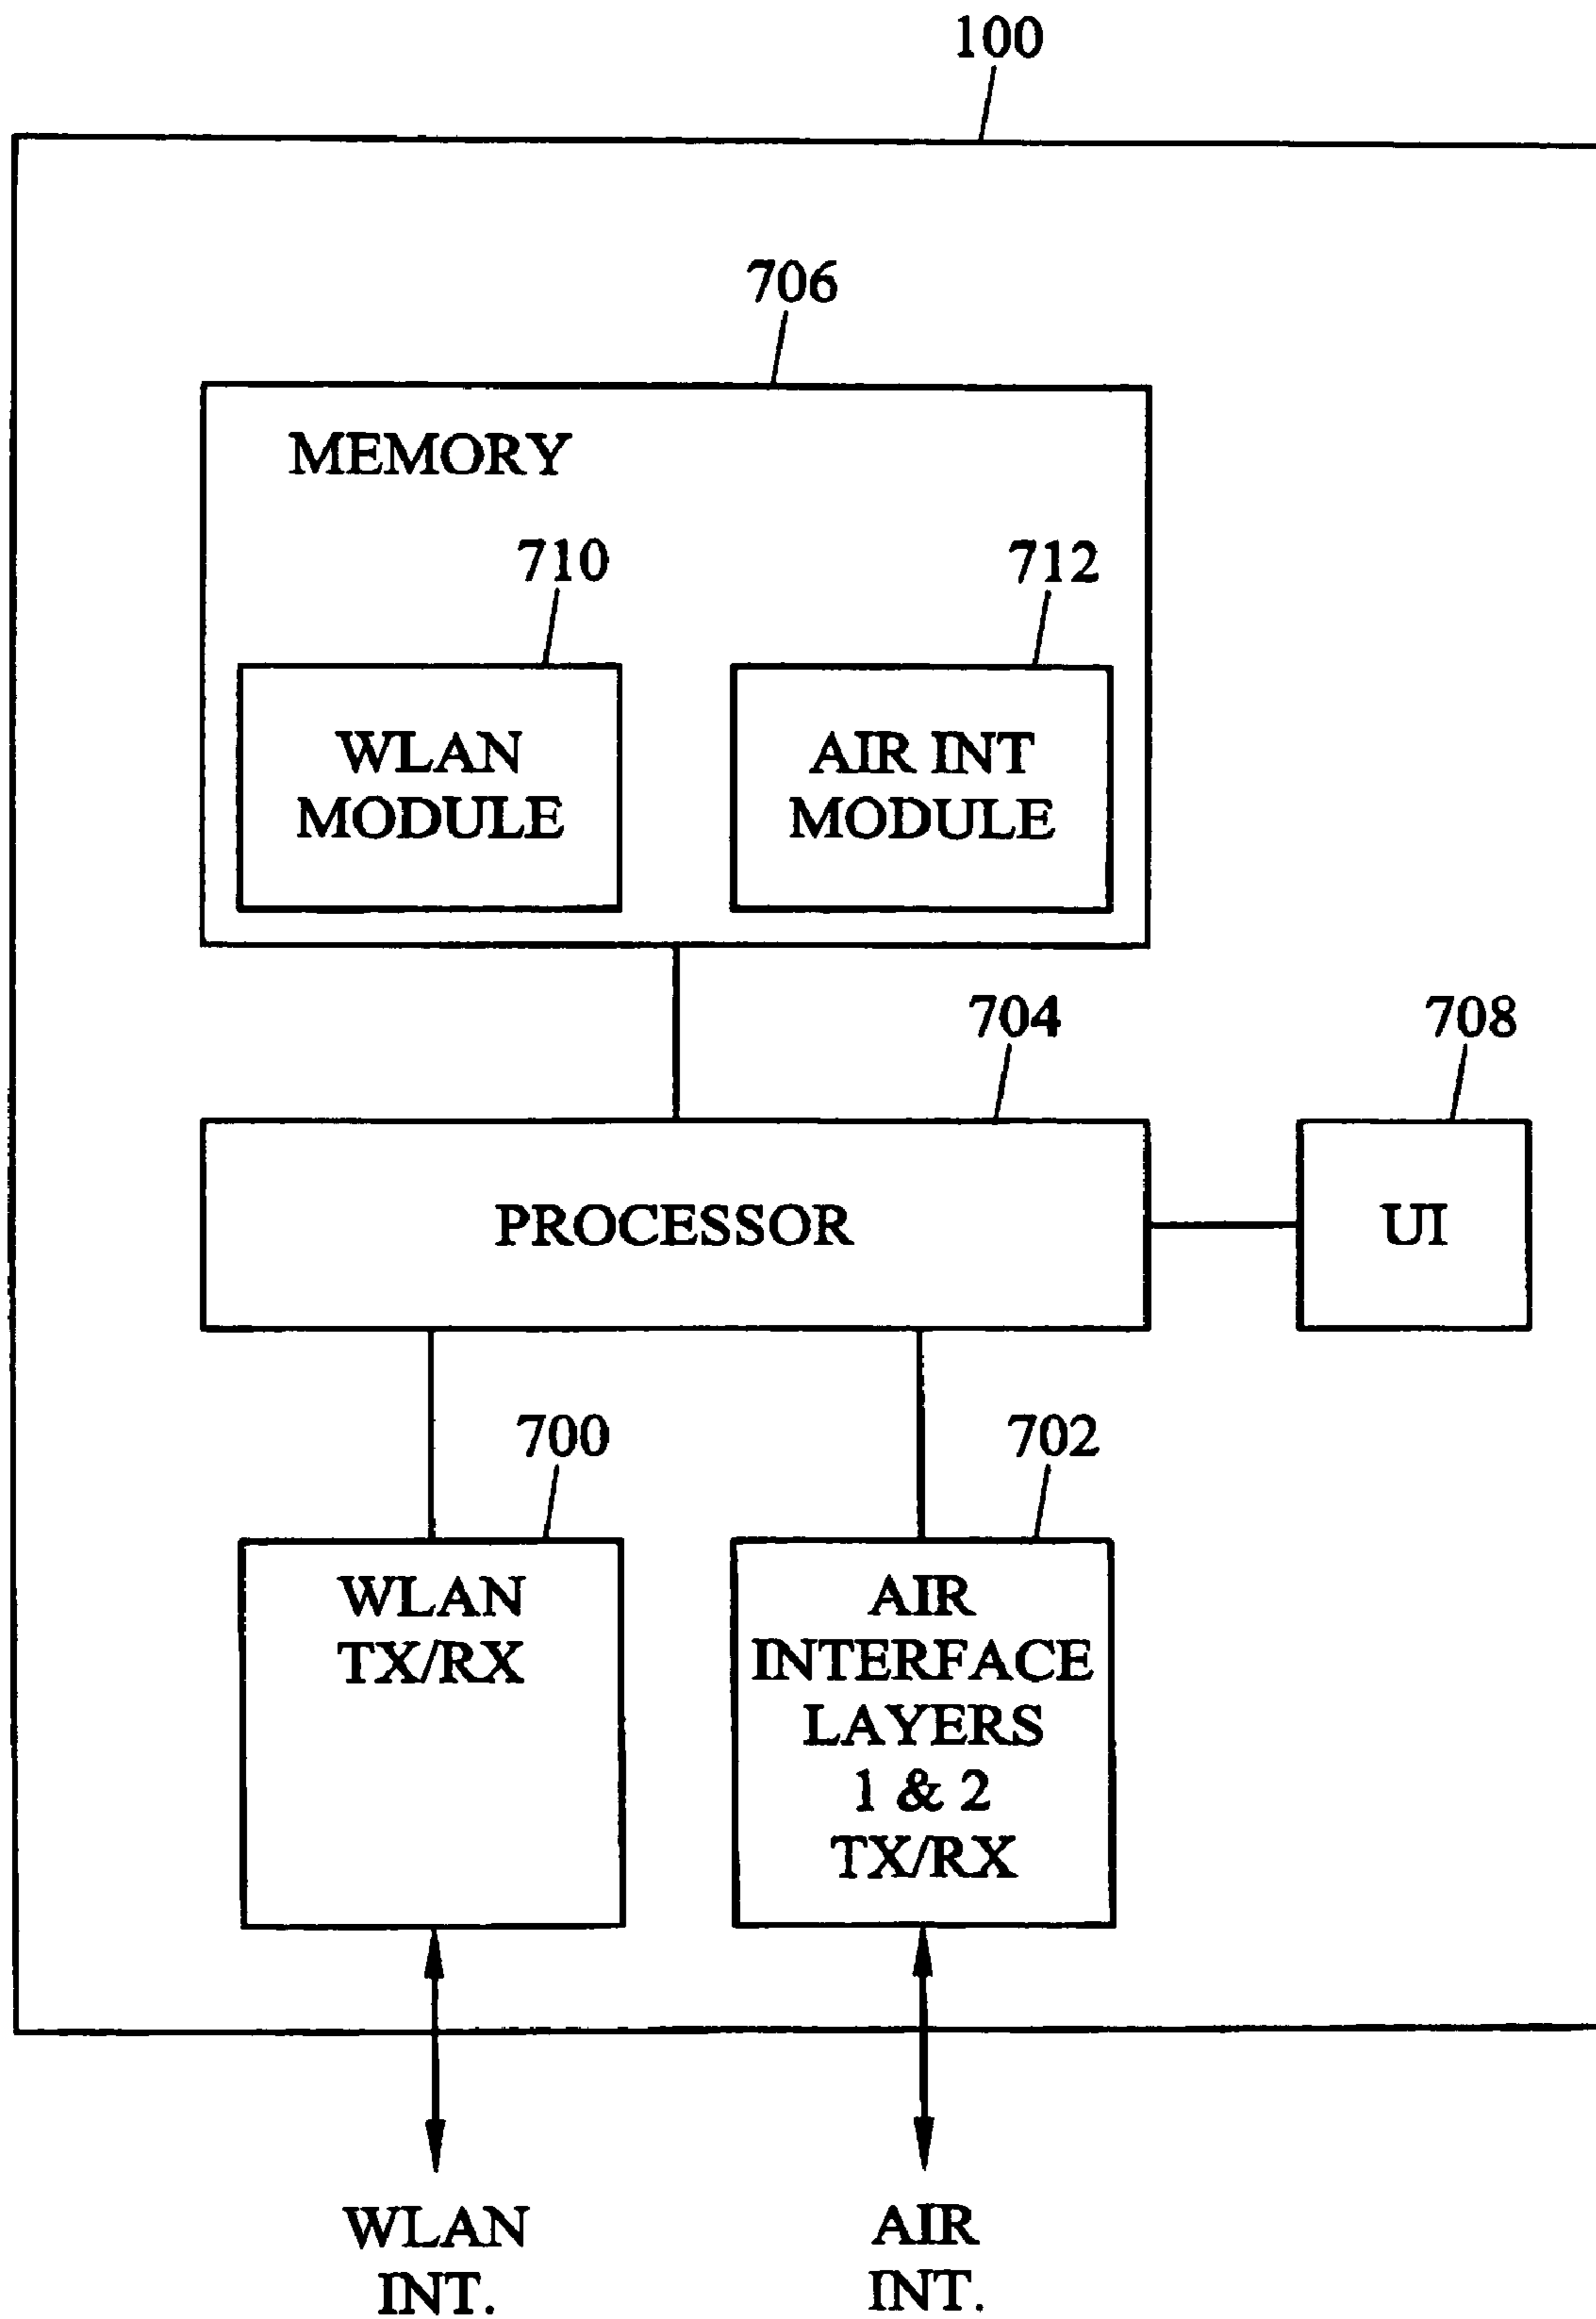 100
706
MEMORY
710
712
WLAN
MODULE
AIR INT
MODULE
704
708
PROCESSOR
UI
700
702
WLAN
TX/RX
AIR
INTERFACE
LAYERS
1 & 2
TX/RX
WLAN
INT.
AIR
INT.